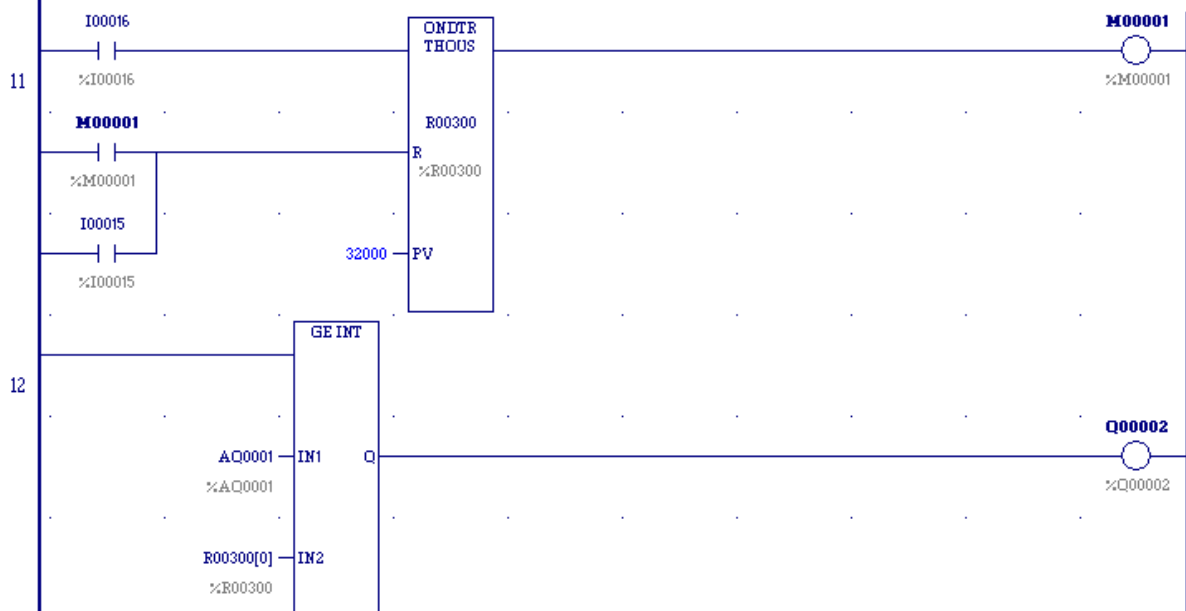 I00016
ONDTR
THOUS
M00001
11
%I00016
%M00001
M00001
R00300
R
%R00300
%M00001
I00015
32000
PV
%I00015
GE INT
12
Q00002
AQ0001
IN1
Q
%AQ0001
%Q00002
R00300[0]
IN2
%R00300